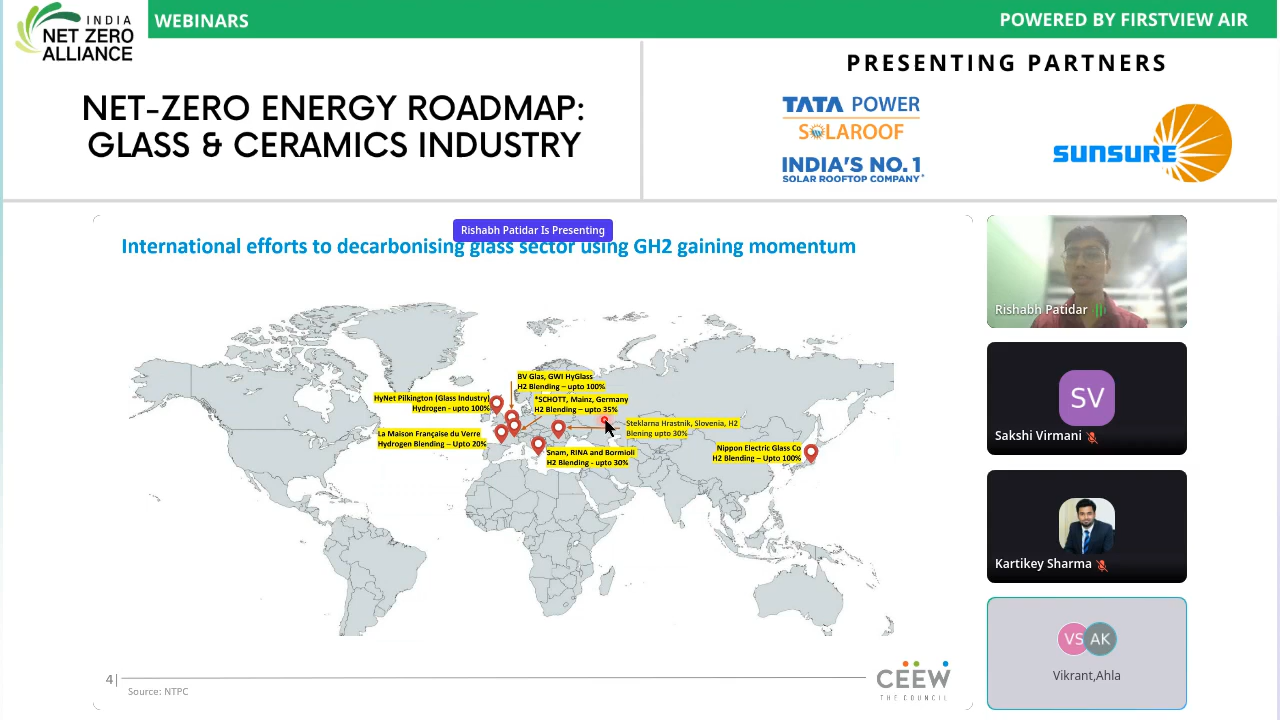 INDIA
NET ZERO
ALLIANCE
WEBINARS
POWERED BY FIRSTVIEW AIR
NET-ZERO ENERGY ROADMAP:
GLASS & CERAMICS INDUSTRY
PRESENTING PARTNERS
TATA POWER
SOLAROOF
INDIA'S NO. 1
SOLAR ROOFTOP COMPANY*
SUNSURE
Rishabh Patidar Is Presenting
International efforts to decarbonising glass sector using GH2 gaining momentum
BV Glas, GWI HyGlass
H2 Blending – upto 100%
HyNet Pilkington (Glass Industry)
Hydrogen - upto 100%
*SCHOTT, Mainz, Germany
H2 Blending – upto 35%
La Maison Française du Verre
Hydrogen Blending – Upto 20%
Steklarna Hrastnik, Slovenia, H2
Blening upto 30%
Snam, RINA and Bormioli
H2 Blending - upto 30%
Nippon Electric Glass Co
H2 Blending – Upto 100%
4
Source: NTPC
CEEW
THE COUNCIL
Rishabh Patidar
SV
Sakshi Virmani
Kartikey Sharma
VS AK
Vikrant,Ahla